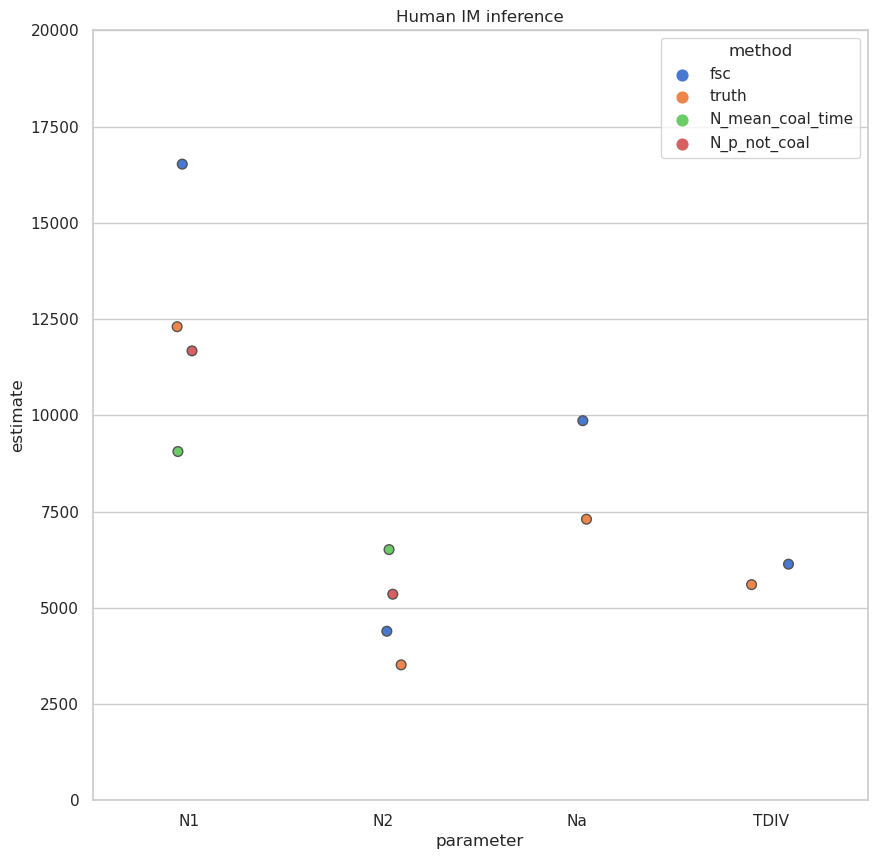 Human IM inference
20000
17500
15000
12500
10000
7500
5000
2500
0
estimate
method
fsc
truth
N_mean_coal_time
N_p_not_coal
N1
N2
Na
TDIV
parameter